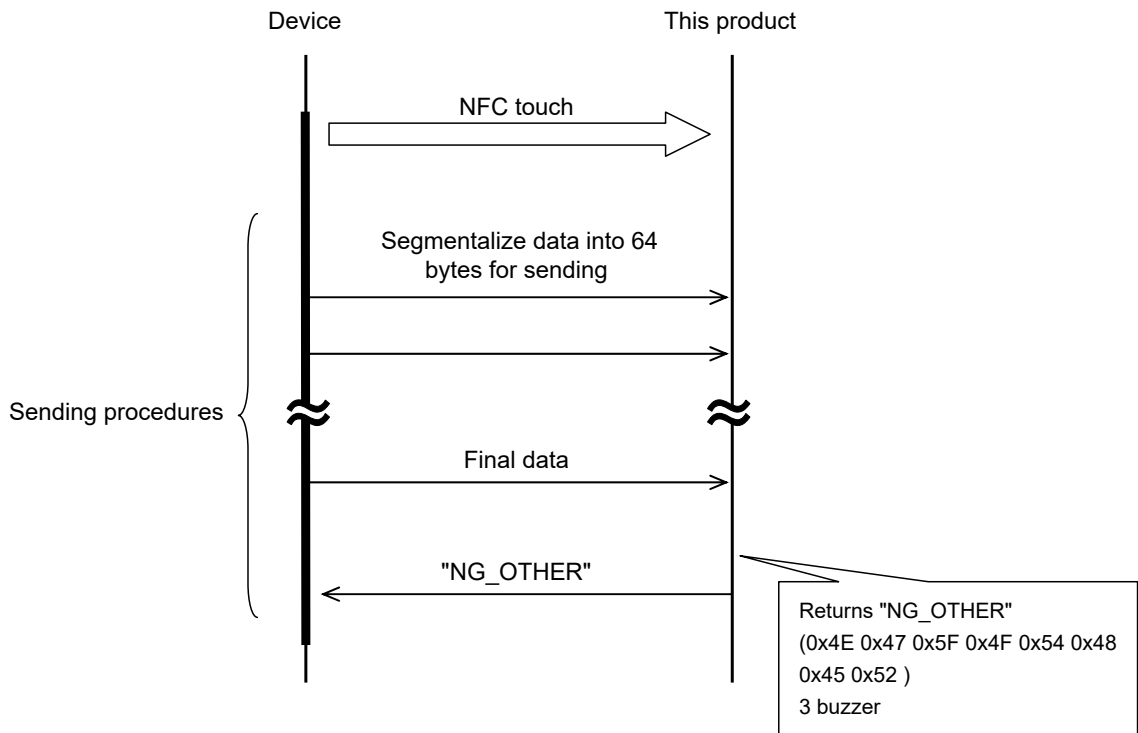 Device
This product
NFC touch
Segmentalize data into 64
bytes for sending
Sending procedures
Final data
"NG_OTHER"
Returns "NG_OTHER"
(0x4E 0x47 0x5F 0x4F 0x54 0x48
0x45 0x52 )
3 buzzer